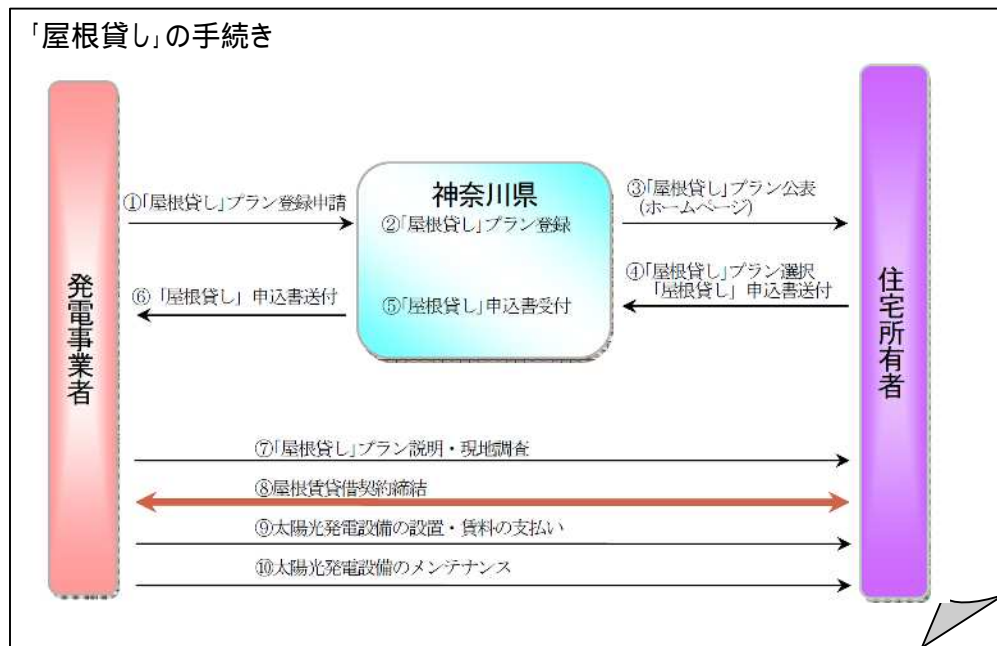 「屋根貸し」の手続き
発電事業者
①「屋根貸し」プラン登録申請
神奈川県
②「屋根貸し」プラン登録
③「屋根貸し」プラン公表
(ホームページ)
④「屋根貸し」プラン選択
「屋根貸し」申込書送付
⑤「屋根貸し」申込書受付
⑥「屋根貸し」申込書送付
住宅所有者
⑦「屋根貸し」プラン説明・現地調査
⑧屋根賃貸借契約締結
⑨太陽光発電設備の設置・賃料の支払い
⑩太陽光発電設備のメンテナンス